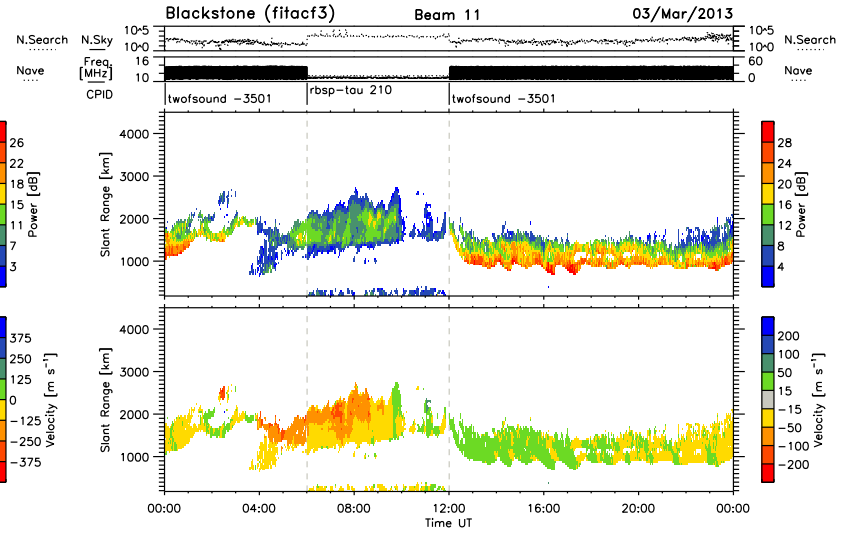 Blackstone (fitacf3) Beam 11 03/Mar/2013
N.Search N.Sky 10^5 10^0 10^5 10^0 N.Search
Nave Freq. [MHz] 16 10 60 0 Nave
CPID twofsound -3501 rbsp-tau 210 twofsound -3501
26 22 18 15 11 7 3
Power [dB]
Slant Range [km]
4000
3000
2000
1000
28 24 20 16 12 8 4
Power [dB]
375 250 125 0 -125 -250 -375
Velocity [m s⁻¹]
Slant Range [km]
4000
3000
2000
1000
200 100 50 15 -15 -50 -100 -200
Velocity [m s⁻¹]
00:00 04:00 08:00 12:00 16:00 20:00 00:00
Time UT